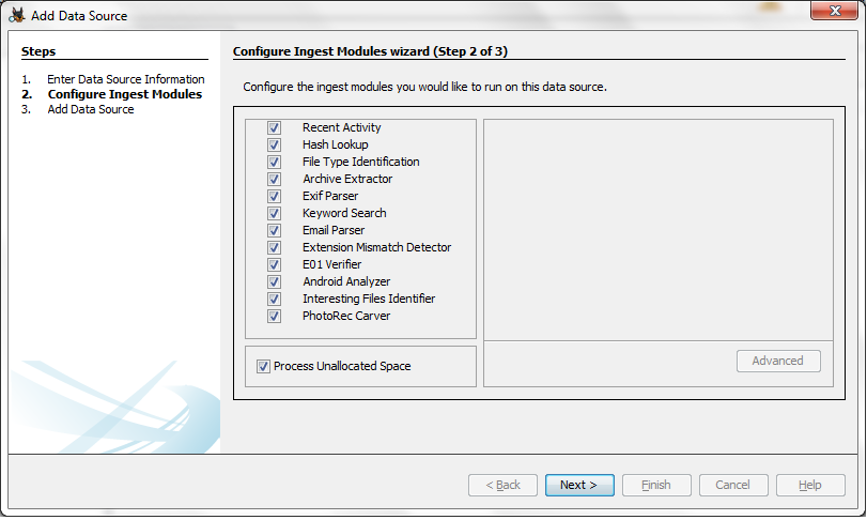 Add Data Source
Steps
1. Enter Data Source Information
2. Configure Ingest Modules
3. Add Data Source
Configure Ingest Modules wizard (Step 2 of 3)
Configure the ingest modules you would like to run on this data source.
Recent Activity
Hash Lookup
File Type Identification
Archive Extractor
Exif Parser
Keyword Search
Email Parser
Extension Mismatch Detector
E01 Verifier
Android Analyzer
Interesting Files Identifier
PhotoRec Carver
Process Unallocated Space
Advanced
< Back
Next >
Finish
Cancel
Help